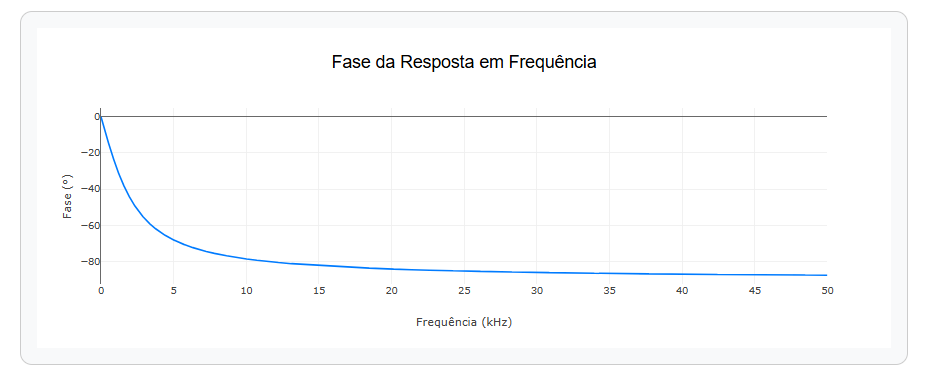 Fase da Resposta em Frequência
0
−20
−40
−60
−80
Fase (°)
0 5 10 15 20 25 30 35 40 45 50
Frequência (kHz)